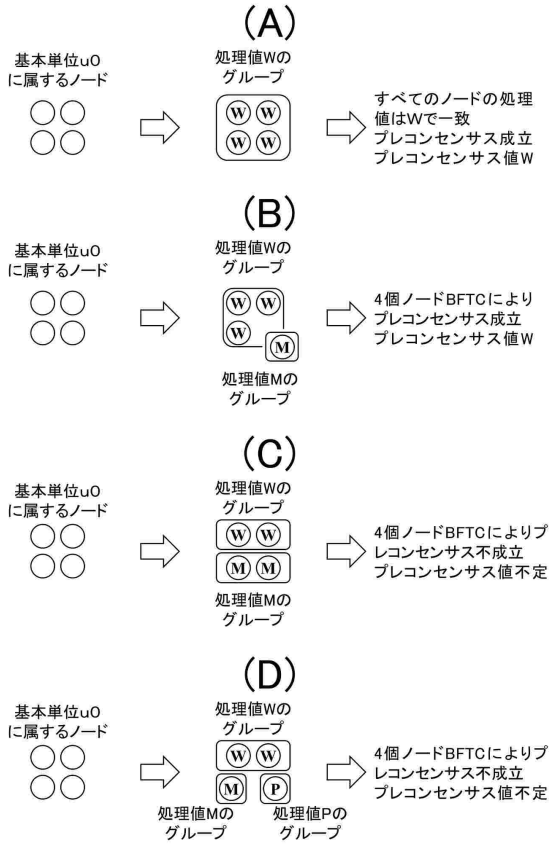 (A)
基本単位u0
に属するノード
処理値Wの
グループ
W W
W W
すべてのノードの処理
値はWで一致
プレコンセンサス成立
プレコンセンサス値W
(B)
基本単位u0
に属するノード
処理値Wの
グループ
W W
W
M
処理値Mの
グループ
4個ノードBFTCにより
プレコンセンサス成立
プレコンセンサス値W
(C)
基本単位u0
に属するノード
処理値Wの
グループ
W W
M M
処理値Mの
グループ
4個ノードBFTCによりプ
レコンセンサス不成立
プレコンセンサス値不定
(D)
基本単位u0
に属するノード
処理値Wの
グループ
W W
M P
処理値Mの
グループ
処理値Pの
グループ
4個ノードBFTCによりプ
レコンセンサス不成立
プレコンセンサス値不定